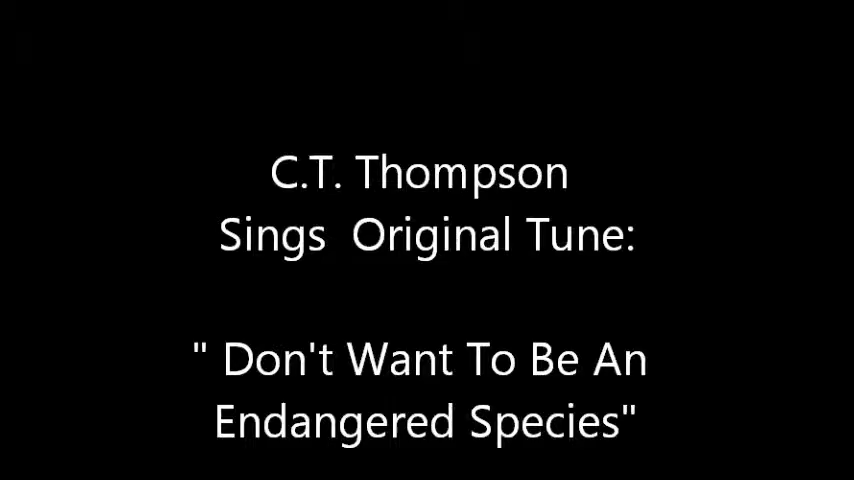 C.T. Thompson
Sings  Original Tune:
" Don't Want To Be An
Endangered Species"